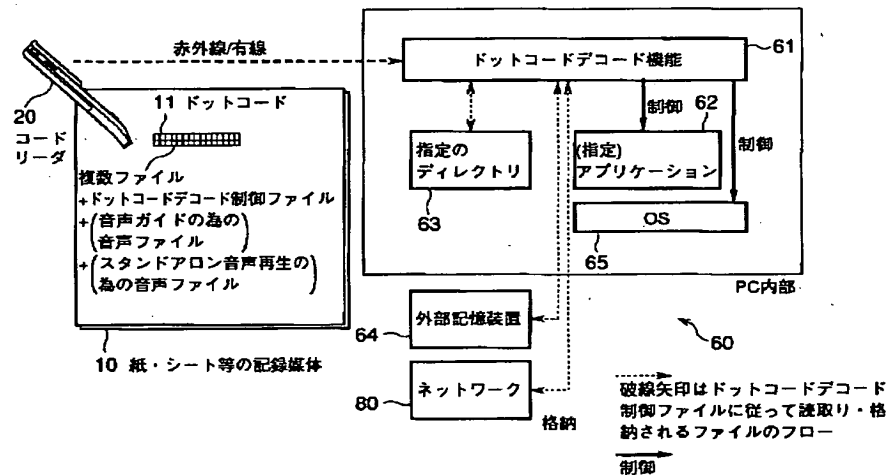 赤外線/有線
61
ドットコードデコード機能
20
コード
リーダ
11 ドットコード
制御
62
制御
指定の
ディレクトリ
63
(指定)
アプリケーション
複数ファイル
+ドットコードデコード制御ファイル
+(音声ガイドの為の
音声ファイル)
+(スタンドアロン音声再生の
為の音声ファイル)
OS
65
PC内部
外部記憶装置
64
60
10 紙・シート等の記録媒体
ネットワーク
80
格納
破線矢印はドットコードデコード
制御ファイルに従って読取り・格
納されるファイルのフロー
制御